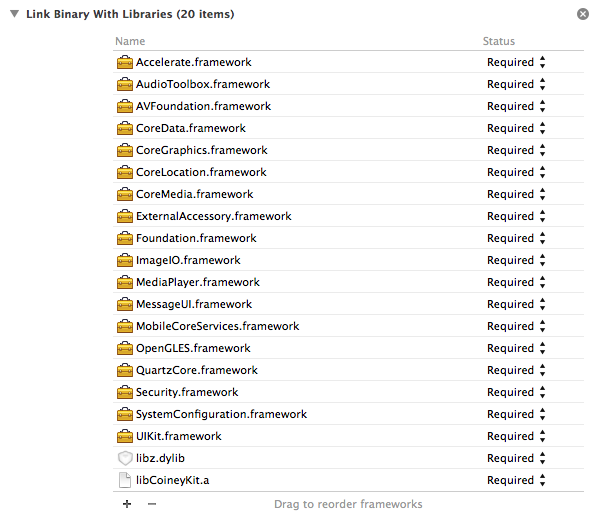 Link Binary With Libraries (20 items)
Name Status
Accelerate.framework Required
AudioToolbox.framework Required
AVFoundation.framework Required
CoreData.framework Required
CoreGraphics.framework Required
CoreLocation.framework Required
CoreMedia.framework Required
ExternalAccessory.framework Required
Foundation.framework Required
ImageIO.framework Required
MediaPlayer.framework Required
MessageUI.framework Required
MobileCoreServices.framework Required
OpenGLES.framework Required
QuartzCore.framework Required
Security.framework Required
SystemConfiguration.framework Required
UIKit.framework Required
libz.dylib Required
libCoineyKit.a Required
+ − Drag to reorder frameworks